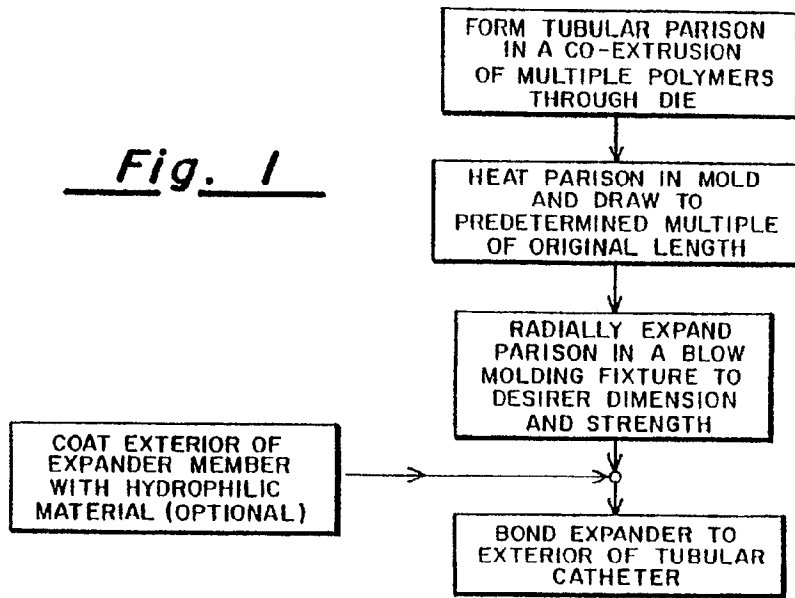 FORM TUBULAR PARISON
IN A CO-EXTRUSION
OF MULTIPLE POLYMERS
THROUGH DIE
Fig. 1
HEAT PARISON IN MOLD
AND DRAW TO
PREDETERMINED MULTIPLE
OF ORIGINAL LENGTH
RADIALLY EXPAND
PARISON IN A BLOW
MOLDING FIXTURE TO
DESIRER DIMENSION
AND STRENGTH
COAT EXTERIOR OF
EXPANDER MEMBER
WITH HYDROPHILIC
MATERIAL (OPTIONAL)
BOND EXPANDER TO
EXTERIOR OF TUBULAR
CATHETER